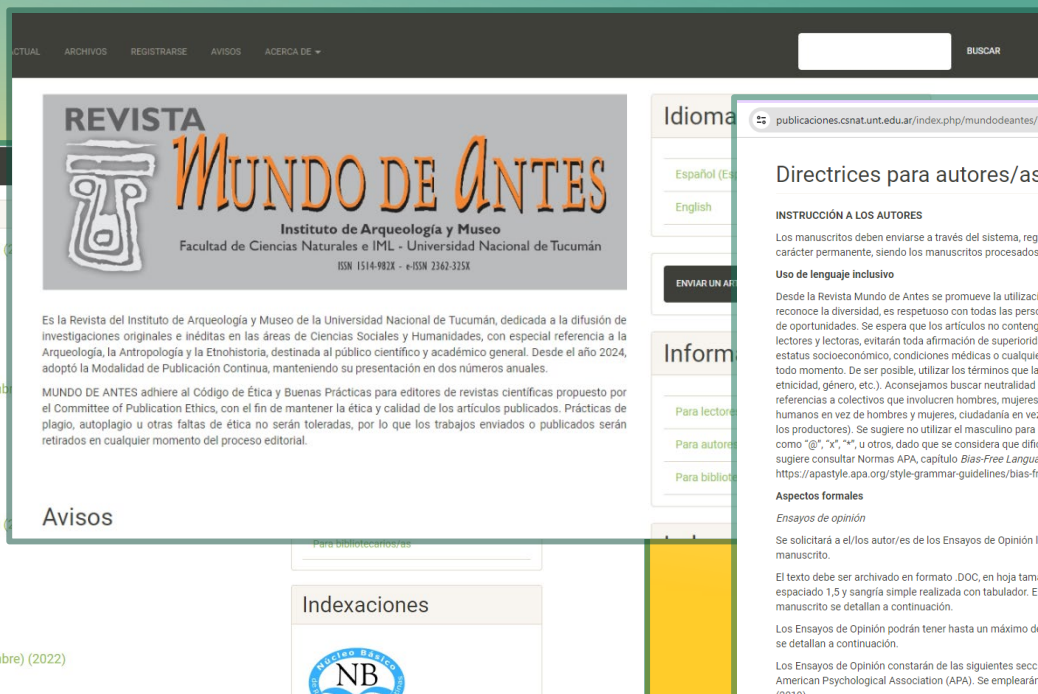 ACTUAL ARCHIVOS REGISTRARSE AVISOS ACERCA DE BUSCAR
REVISTA
MUNDO DE ANTES
Instituto de Arqueología y Museo
Facultad de Ciencias Naturales e IML - Universidad Nacional de Tucumán
ISSN 1514-982X - e-ISSN 2362-325X
Es la Revista del Instituto de Arqueología y Museo de la Universidad Nacional de Tucumán, dedicada a la difusión de
investigaciones originales e inéditas en las áreas de Ciencias Sociales y Humanidades, con especial referencia a la
Arqueología, la Antropología y la Etnohistoria, destinada al público científico y académico general. Desde el año 2024,
adoptó la Modalidad de Publicación Continua, manteniendo su presentación en dos números anuales.
MUNDO DE ANTES adhiere al Código de Ética y Buenas Prácticas para editores de revistas científicas propuesto por
el Committee of Publication Ethics, con el fin de mantener la ética y calidad de los artículos publicados. Prácticas de
plagio, autoplagio u otras faltas de ética no serán toleradas, por lo que los trabajos enviados o publicados serán
retirados en cualquier momento del proceso editorial.
Avisos
Idioma
Español (Es
English
ENVIAR UN AR
Inform
Para lectore
Para autore
Para bibliote
publicaciones.csnat.unt.edu.ar/index.php/mundodeantes/
Directrices para autores/as
INSTRUCCIÓN A LOS AUTORES
Los manuscritos deben enviarse a través del sistema, reg
carácter permanente, siendo los manuscritos procesados
Uso de lenguaje inclusivo
Desde la Revista Mundo de Antes se promueve la utilizaci
reconoce la diversidad, es respetuoso con todas las perso
de oportunidades. Se espera que los artículos no conteng
lectores y lectoras, evitarán toda afirmación de superiorid
estatus socioeconómico, condiciones médicas o cualquie
todo momento. De ser posible, utilizar los términos que la
etnicidad, género, etc.). Aconsejamos buscar neutralidad
referencias a colectivos que involucren hombres, mujeres
humanos en vez de hombres y mujeres, ciudadanía en vez
los productores). Se sugiere no utilizar el masculino para
como "@", "x", "*", u otros, dado que se considera que dific
sugiere consultar Normas APA, capítulo Bias-Free Langua
https://apastyle.apa.org/style-grammar-guidelines/bias-fr
Aspectos formales
Ensayos de opinión
Se solicitará a el/los autor/es de los Ensayos de Opinión l
manuscrito.
El texto debe ser archivado en formato .DOC, en hoja tama
espaciado 1,5 y sangría simple realizada con tabulador. E
manuscrito se detallan a continuación.
Los Ensayos de Opinión podrán tener hasta un máximo de
se detallan a continuación.
Los Ensayos de Opinión constarán de las siguientes secc
American Psychological Association (APA). Se emplearán
Para bibliotecarios/as
Indexaciones
Núcleo Básico
NB
bre) (2022)